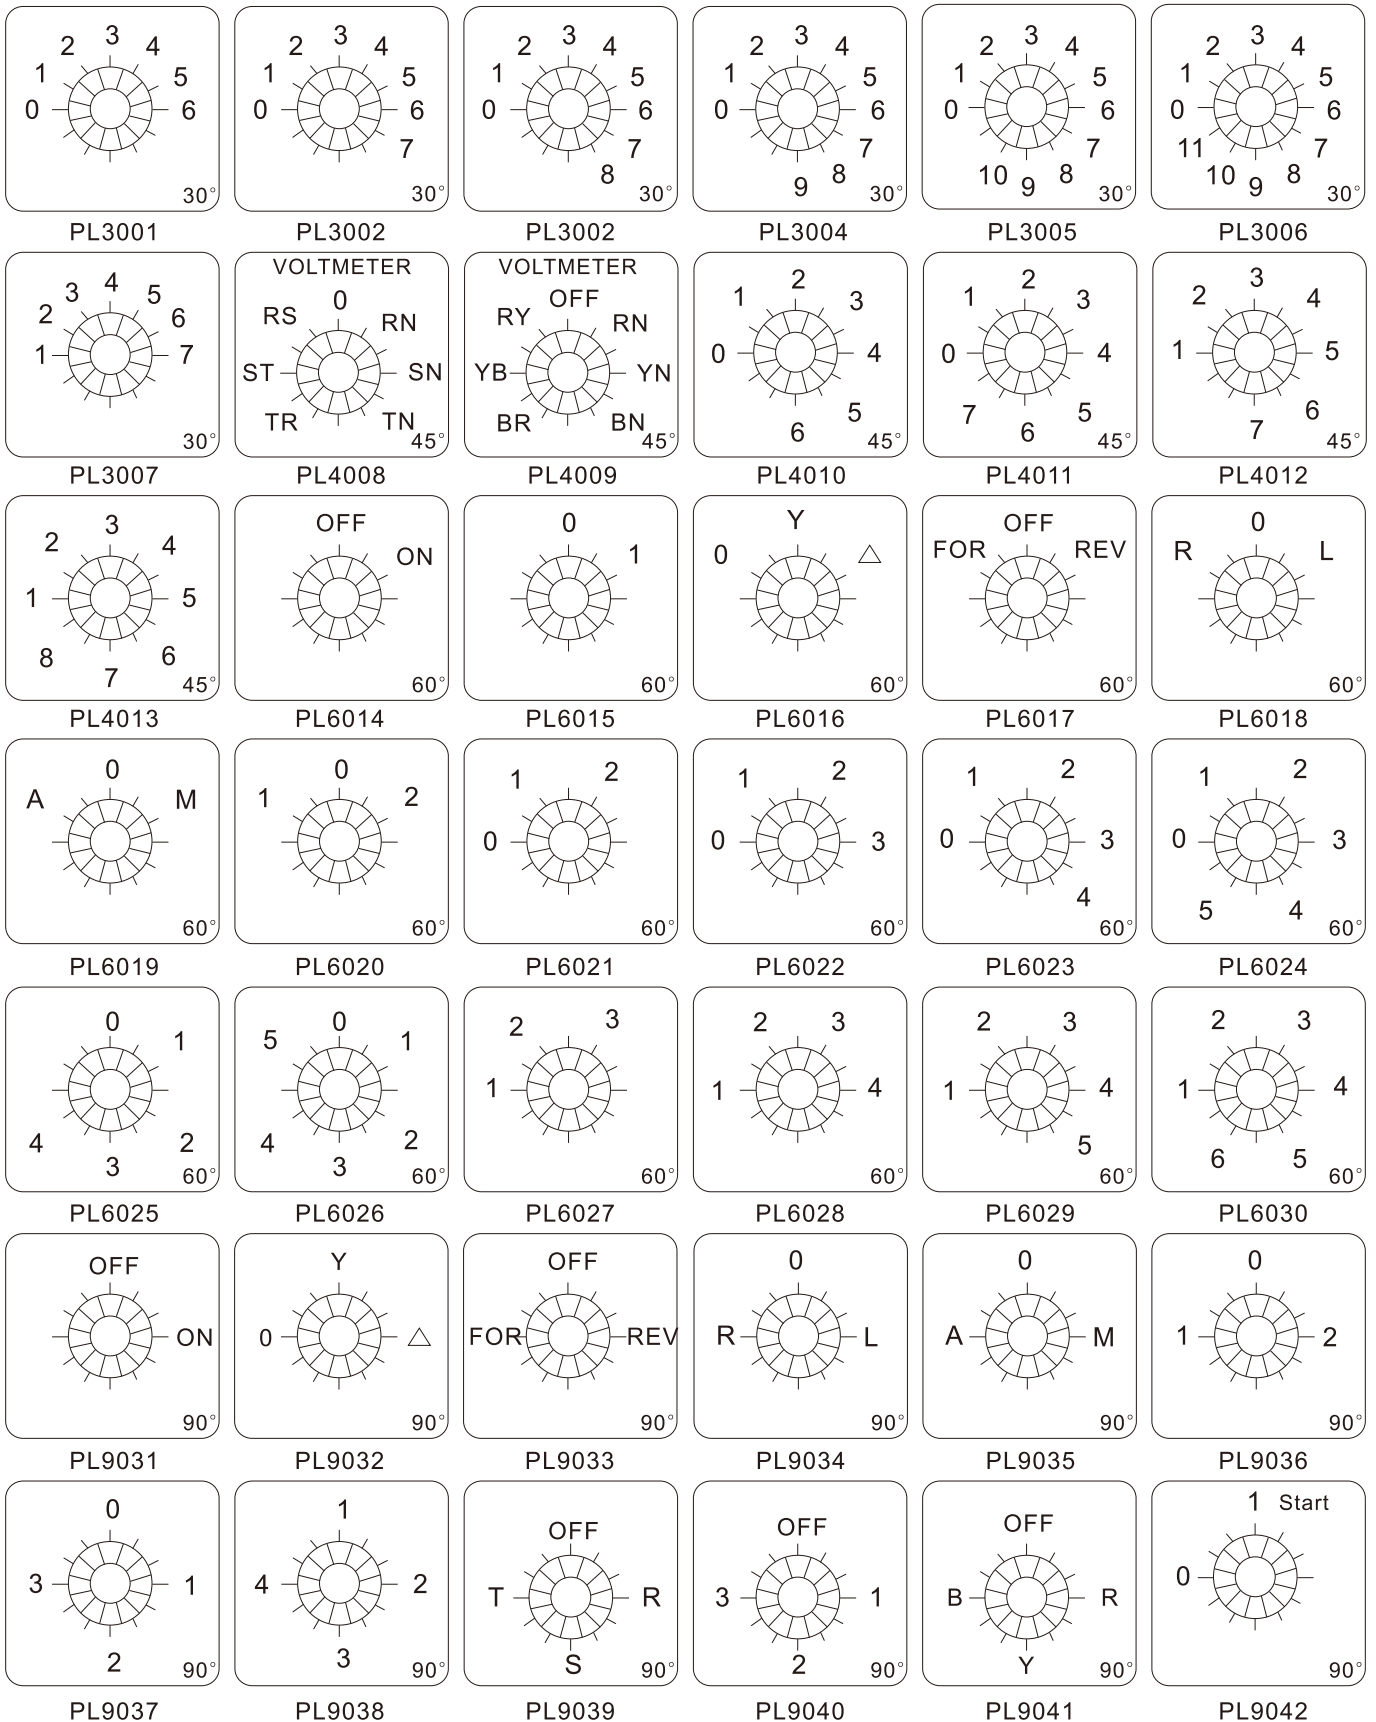 3
2 4
1 5
0 6
30°
PL3001
3
2 4
1 5
0 6
7
30°
PL3002
3
2 4
1 5
0 6
7
8
30°
PL3002
3
2 4
1 5
0 6
7
9 8
30°
PL3004
3
2 4
1 5
0 6
7
10 9 8
30°
PL3005
3
2 4
1 5
0 6
11 7
10 9 8
30°
PL3006
4
3 5
2 6
1 7
30°
PL3007
VOLTMETER
0
RS RN
ST SN
TR TN
45°
PL4008
VOLTMETER
OFF
RY RN
YB YN
BR BN
45°
PL4009
2
1 3
0 4
5
6
45°
PL4010
2
1 3
0 4
7 5
6
45°
PL4011
3
2 4
1 5
6
7
45°
PL4012
3
2 4
1 5
8 6
7
45°
PL4013
OFF
ON
60°
PL6014
0
1
60°
PL6015
Y
0 △
60°
PL6016
OFF
FOR REV
60°
PL6017
0
R L
60°
PL6018
0
A M
60°
PL6019
0
1 2
60°
PL6020
1 2
0
60°
PL6021
1 2
0 3
60°
PL6022
1 2
0 3
4
60°
PL6023
1 2
0 3
5 4
60°
PL6024
0
1
4 2
3
60°
PL6025
0
5 1
4 2
3
60°
PL6026
2 3
1
60°
PL6027
2 3
1 4
60°
PL6028
2 3
1 4
5
60°
PL6029
2 3
1 4
6 5
60°
PL6030
OFF
ON
90°
PL9031
Y
0 △
90°
PL9032
OFF
FOR REV
90°
PL9033
0
R L
90°
PL9034
0
A M
90°
PL9035
0
1 2
90°
PL9036
0
3 1
2
90°
PL9037
1
4 2
3
90°
PL9038
OFF
T R
S
90°
PL9039
OFF
3 1
2
90°
PL9040
OFF
B R
Y
90°
PL9041
1 Start
0
90°
PL9042